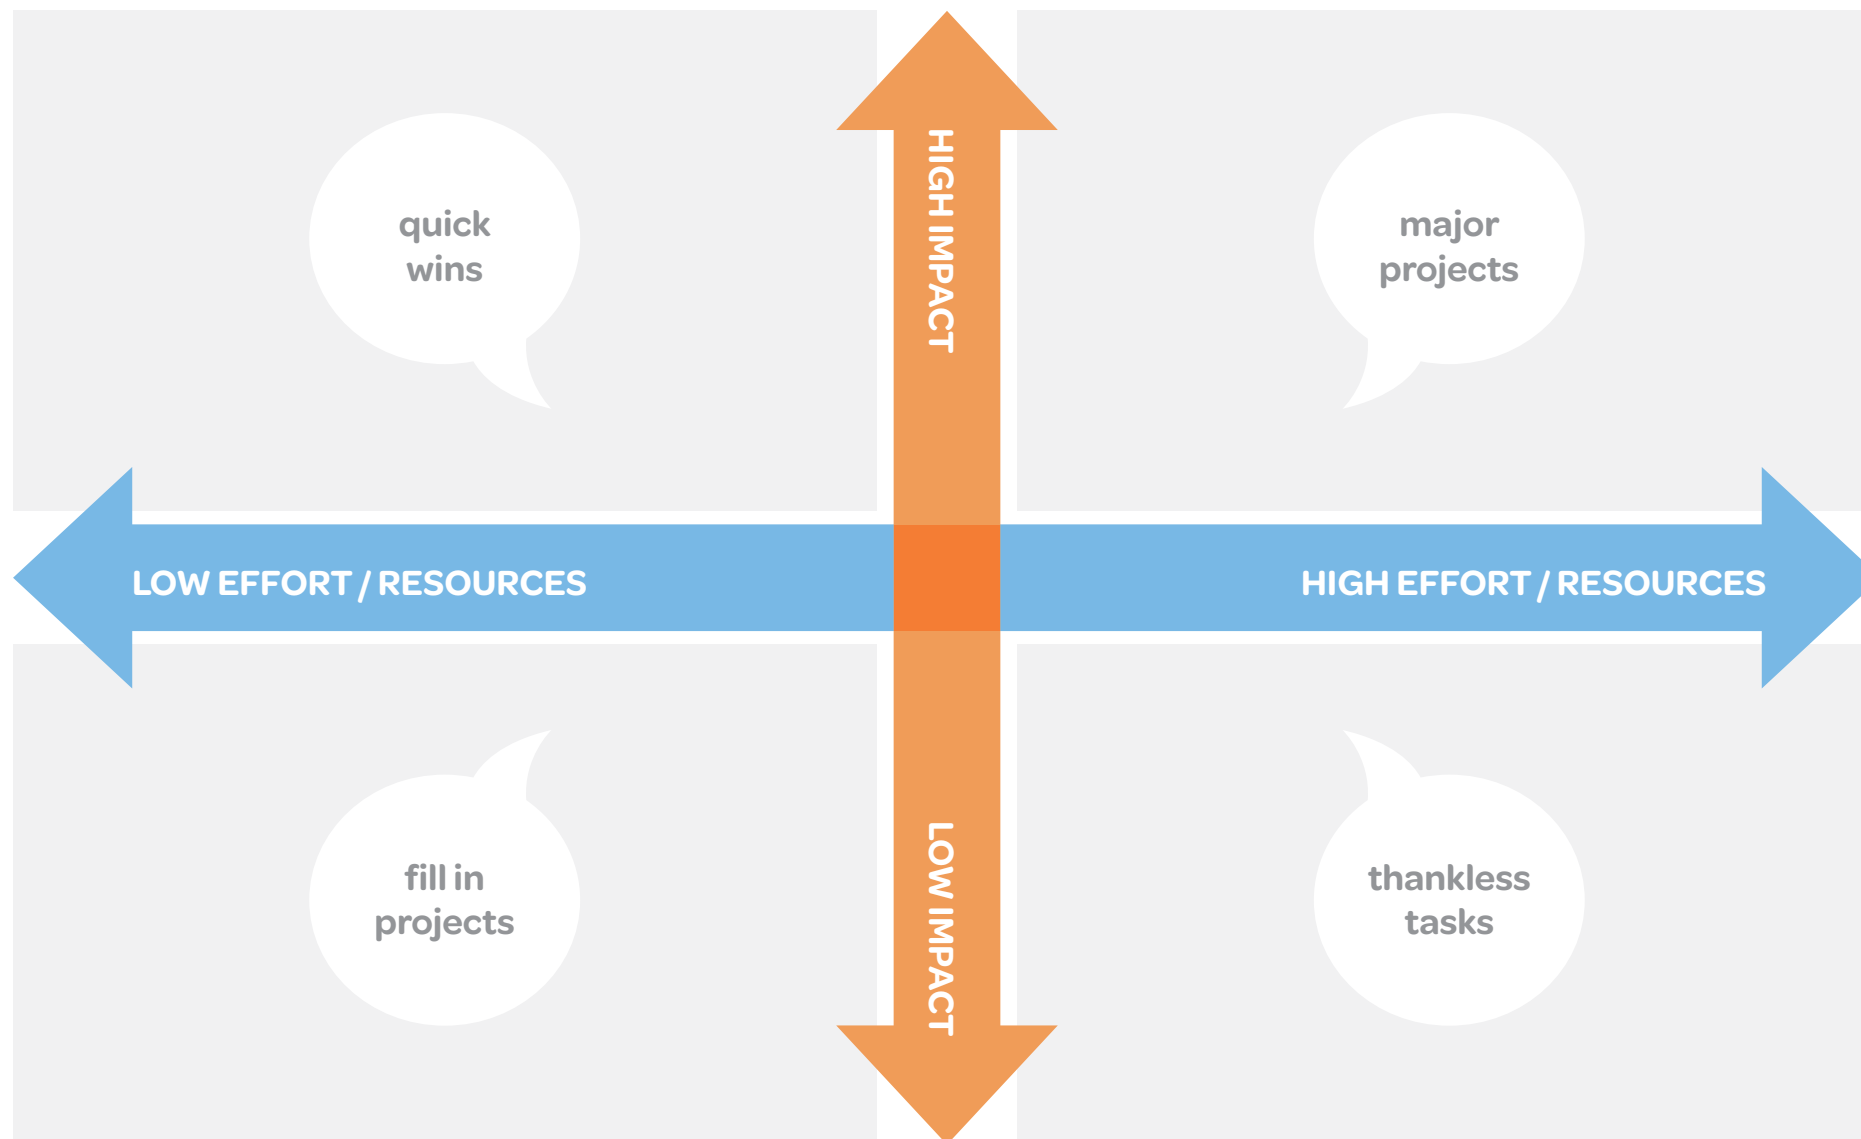 quick
wins
HIGH IMPACT
major
projects
LOW EFFORT / RESOURCES
HIGH EFFORT / RESOURCES
fill in
projects
LOW IMPACT
thankless
tasks